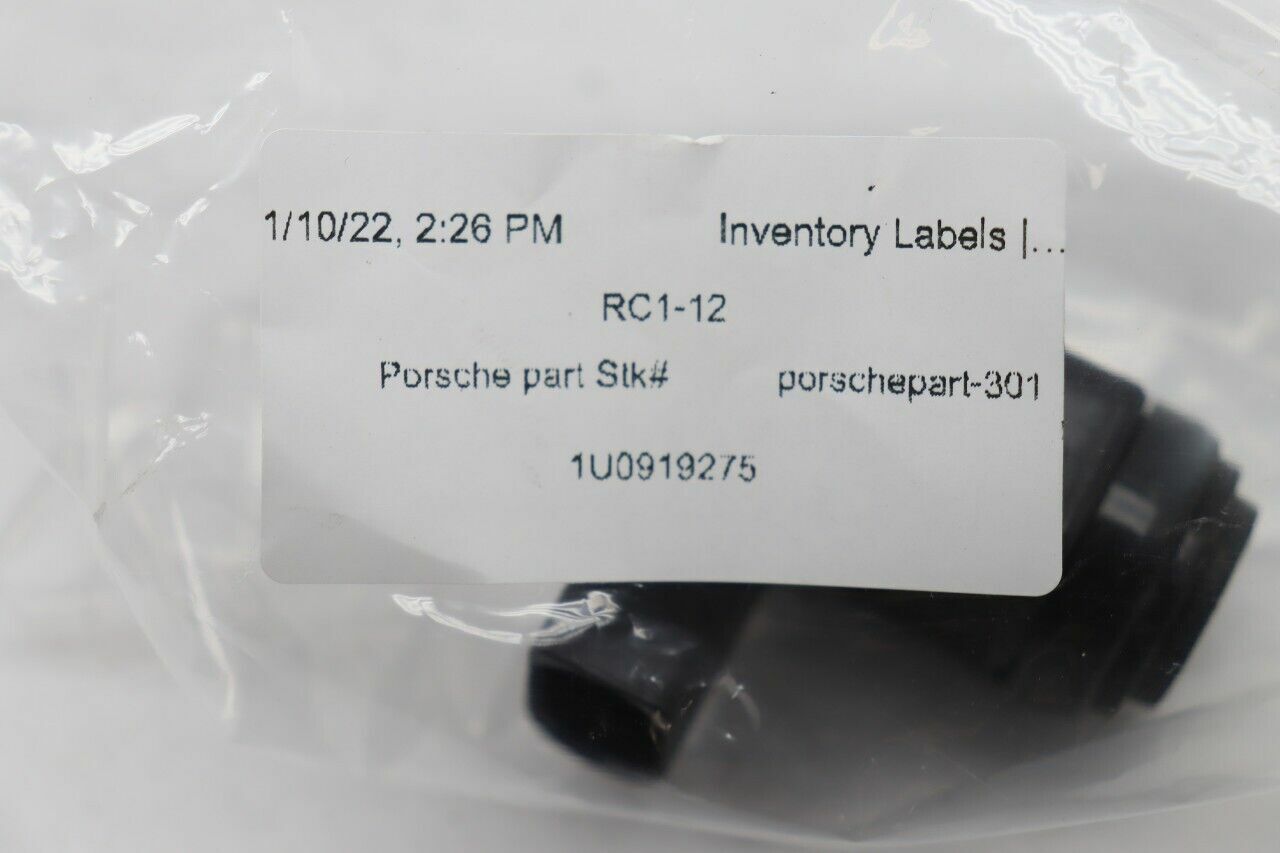 1/10/22, 2:26 PM Inventory Labels |...
RC1-12
Porsche part Stk# porschepart-301
1U0919275